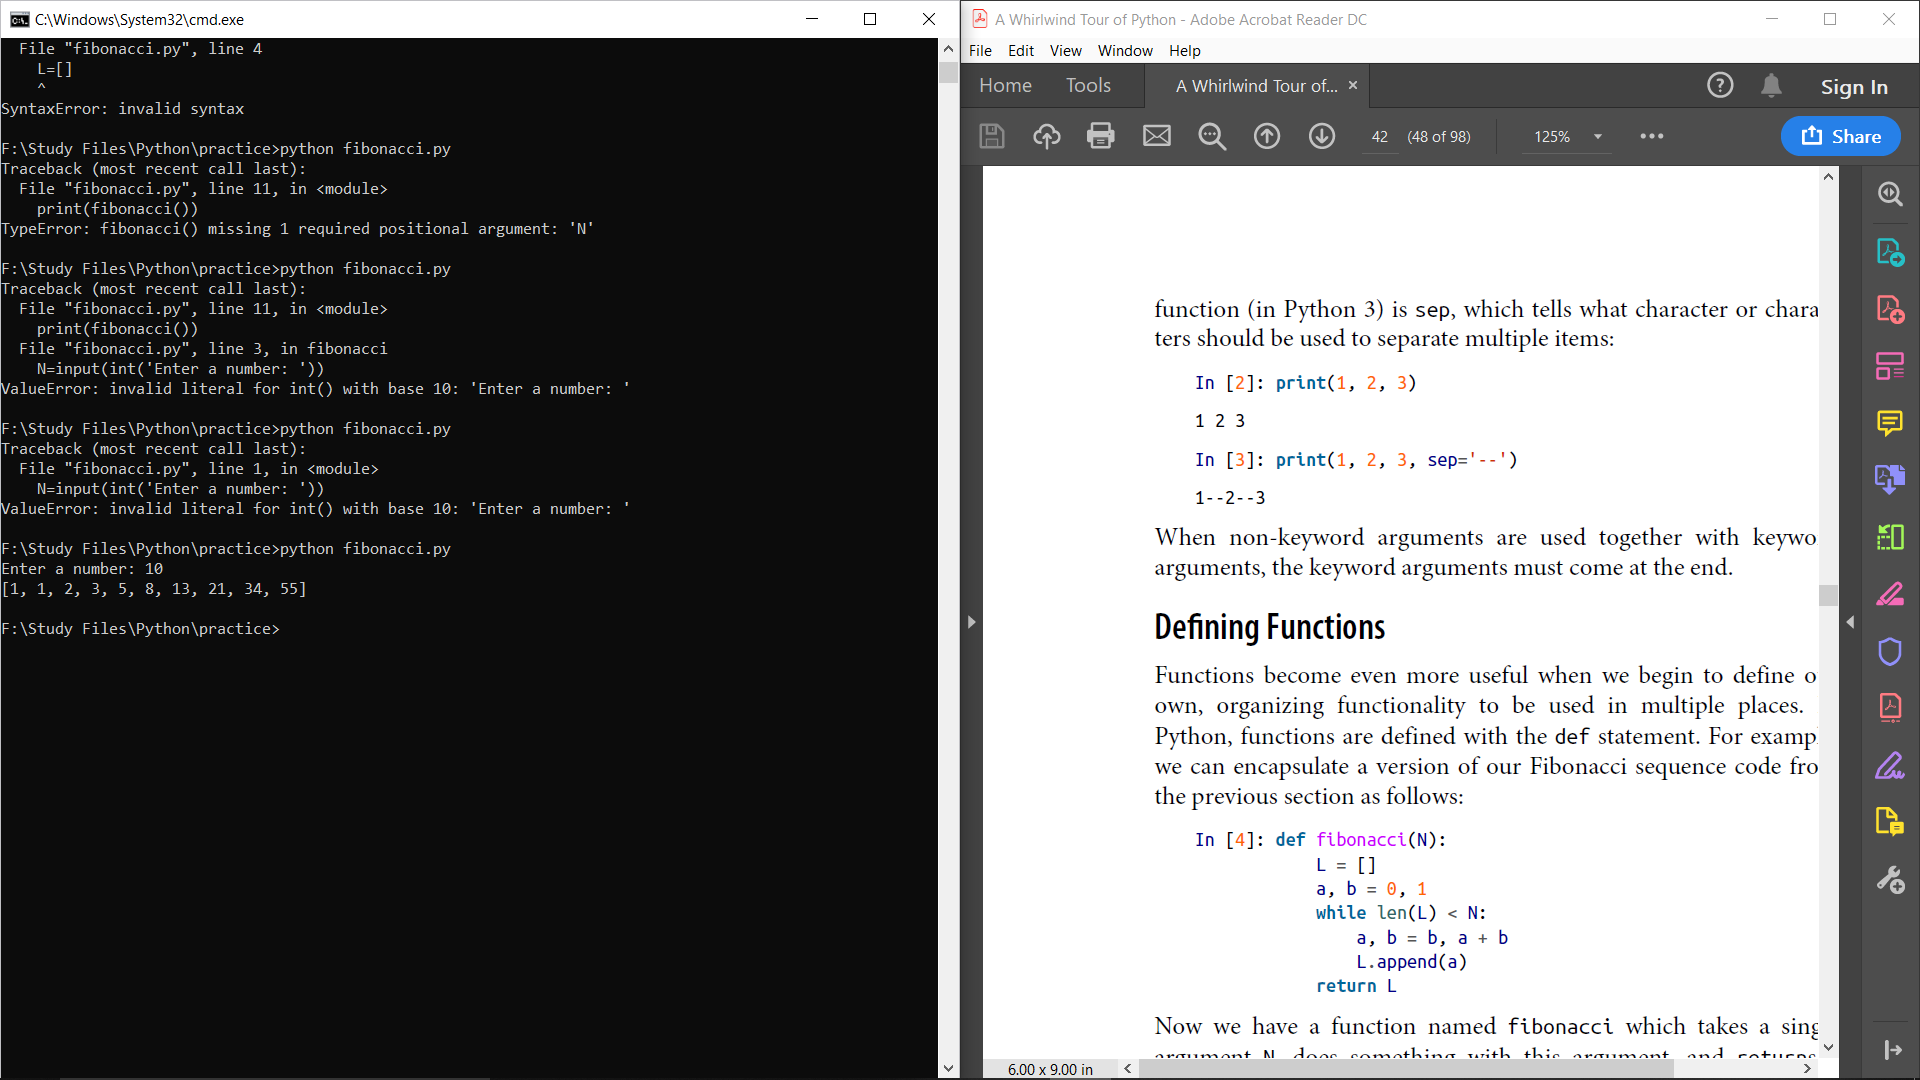 C:\Windows\System32\cmd.exe
File "fibonacci.py", line 4
L=[]
^
SyntaxError: invalid syntax
F:\Study Files\Python\practice>python fibonacci.py
Traceback (most recent call last):
File "fibonacci.py", line 11, in <module>
print(fibonacci())
TypeError: fibonacci() missing 1 required positional argument: 'N'
F:\Study Files\Python\practice>python fibonacci.py
Traceback (most recent call last):
File "fibonacci.py", line 11, in <module>
print(fibonacci())
File "fibonacci.py", line 3, in fibonacci
N=input(int('Enter a number: '))
ValueError: invalid literal for int() with base 10: 'Enter a number: '
F:\Study Files\Python\practice>python fibonacci.py
Traceback (most recent call last):
File "fibonacci.py", line 1, in <module>
N=input(int('Enter a number: '))
ValueError: invalid literal for int() with base 10: 'Enter a number: '
F:\Study Files\Python\practice>python fibonacci.py
Enter a number: 10
[1, 1, 2, 3, 5, 8, 13, 21, 34, 55]
F:\Study Files\Python\practice>
A Whirlwind Tour of Python - Adobe Acrobat Reader DC
File Edit View Window Help
Home Tools A Whirlwind Tour of... × Sign In
42 (48 of 98) 125% Share
function (in Python 3) is sep, which tells what character or chara
ters should be used to separate multiple items:
In [2]: print(1, 2, 3)
1 2 3
In [3]: print(1, 2, 3, sep='--')
1--2--3
When non-keyword arguments are used together with keywo
arguments, the keyword arguments must come at the end.
Defining Functions
Functions become even more useful when we begin to define o
own, organizing functionality to be used in multiple places.
Python, functions are defined with the def statement. For exampl
we can encapsulate a version of our Fibonacci sequence code fro
the previous section as follows:
In [4]: def fibonacci(N):
L = []
a, b = 0, 1
while len(L) < N:
a, b = b, a + b
L.append(a)
return L
Now we have a function named fibonacci which takes a sing
argument N, does something with this argument, and returns
6.00 x 9.00 in